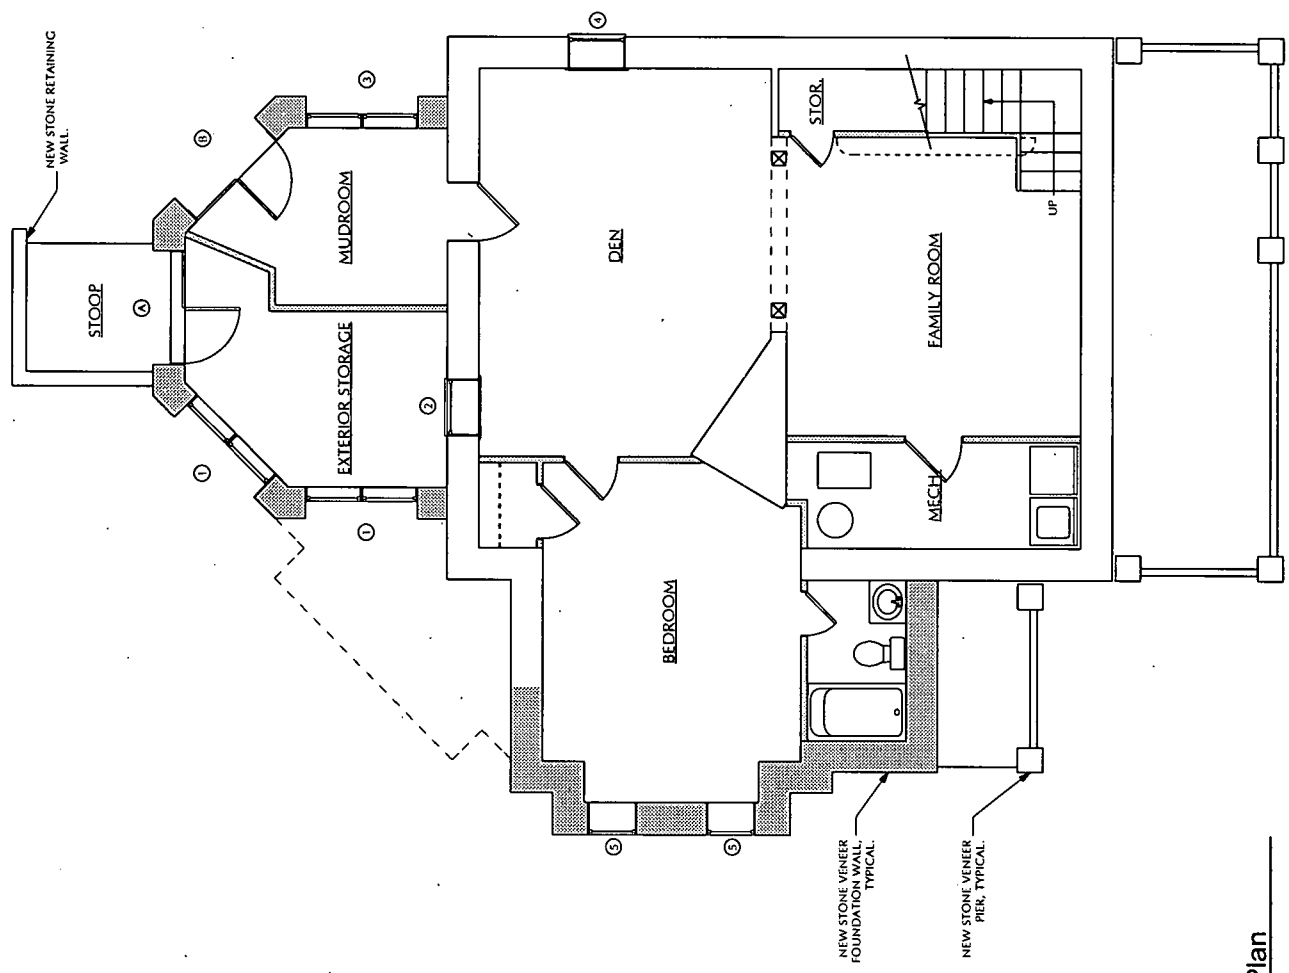 NEW STONE RETAINING
WALL.
STOOP
A
B
MUDROOM
EXTERIOR STORAGE
1
1
2
3
4
DEN
STOR.
UP
FAMILY ROOM
MECH.
BEDROOM
5
5
NEW STONE VENEER
FOUNDATION WALL,
TYPICAL.
NEW STONE VENEER
PIER, TYPICAL.
Plan